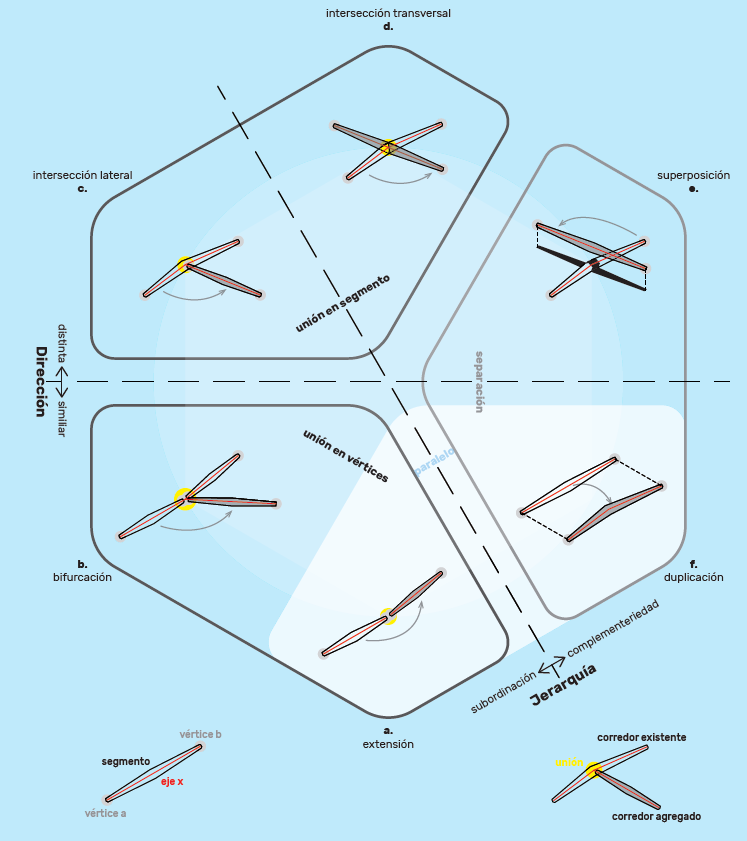 intersección transversal
d.
intersección lateral
c.
superposición
e.
unión en segmento
distinta
Dirección
similiar
separación
unión en vértices
paralelo
b.
bifurcación
f.
duplicación
complementeriedad
subordinación
Jerarquía
a.
extensión
vértice b
segmento
eje x
vértice a
corredor existente
unión
corredor agregado